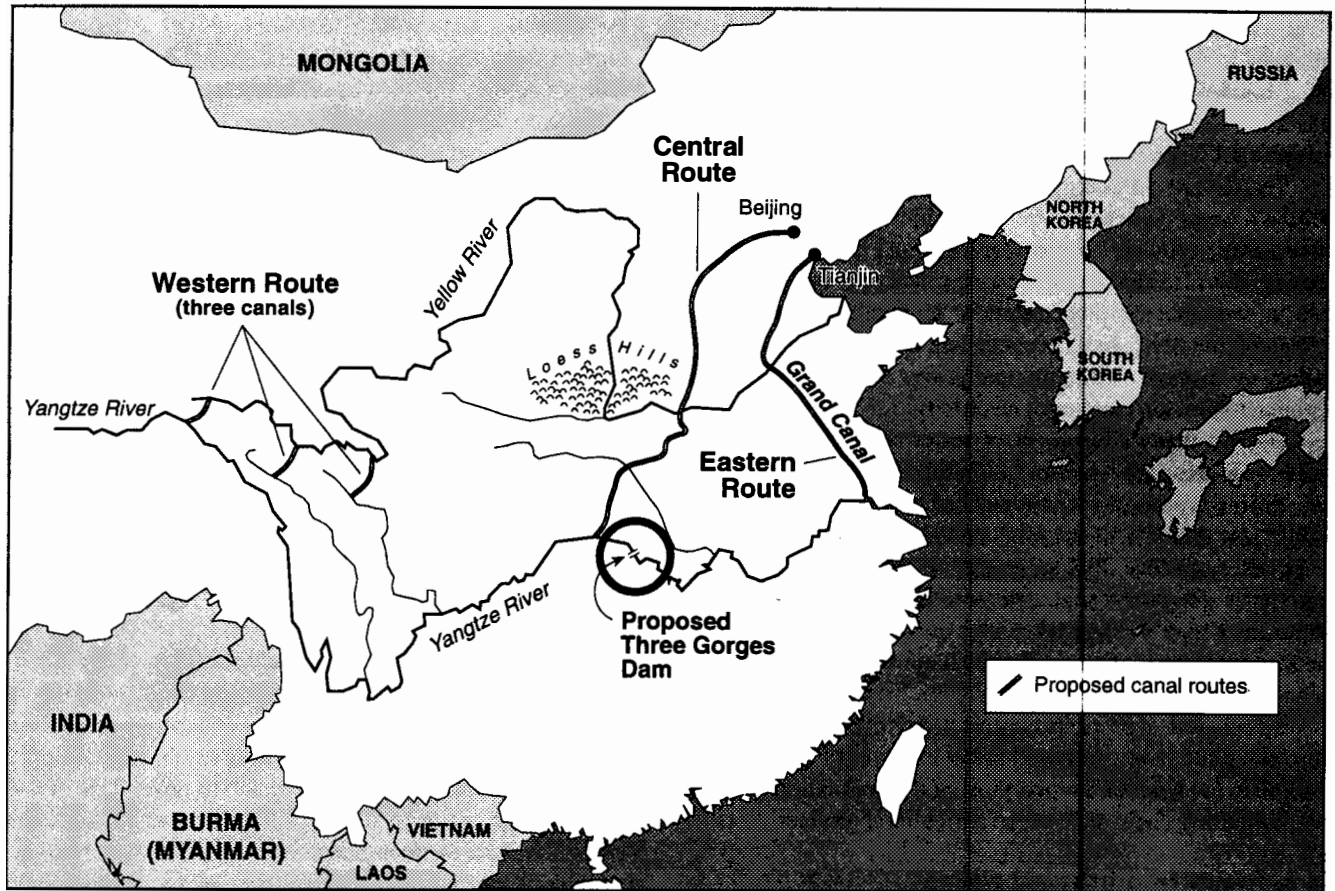 MONGOLIA
RUSSIA
Central
Route
Beijing
NORTH
KOREA
Yellow River
Western Route
(three canals)
Tianjin
Loess Hills
SOUTH
KOREA
Yangtze River
Grand Canal
Eastern
Route
Yangtze River
Proposed
Three Gorges
Dam
Proposed canal routes
INDIA
BURMA
(MYANMAR)
VIETNAM
LAOS